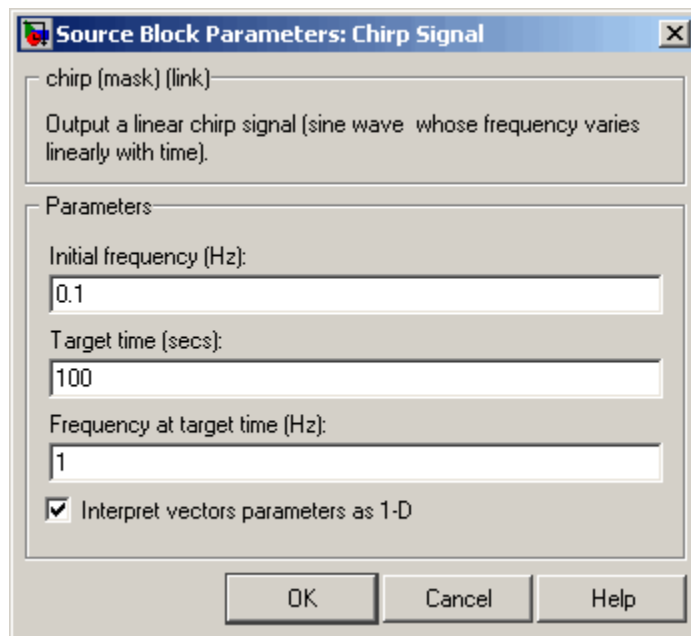 Source Block Parameters: Chirp Signal
chirp (mask) (link)
Output a linear chirp signal (sine wave  whose frequency varies
linearly with time).
Parameters
Initial frequency (Hz):
0.1
Target time (secs):
100
Frequency at target time (Hz):
1
Interpret vectors parameters as 1-D
OK Cancel Help